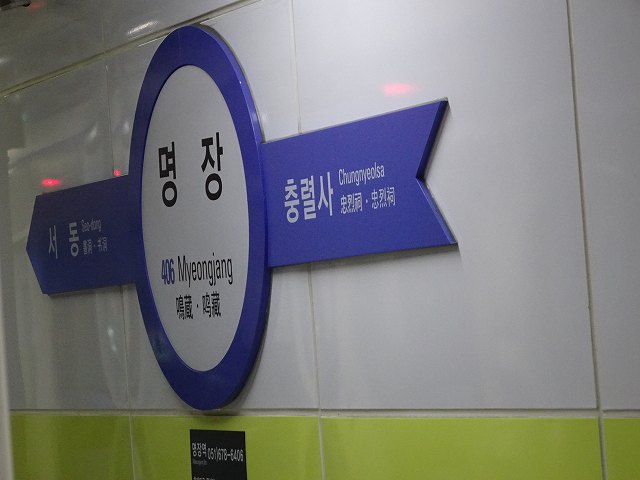 서 동
Seo-dong
書洞 · 书洞
명 장
406 Myeongjang
鳴藏 · 鸣藏
충렬사
Chungnyeolsa
忠烈祠 · 忠烈祠
명장역 051)678-6406